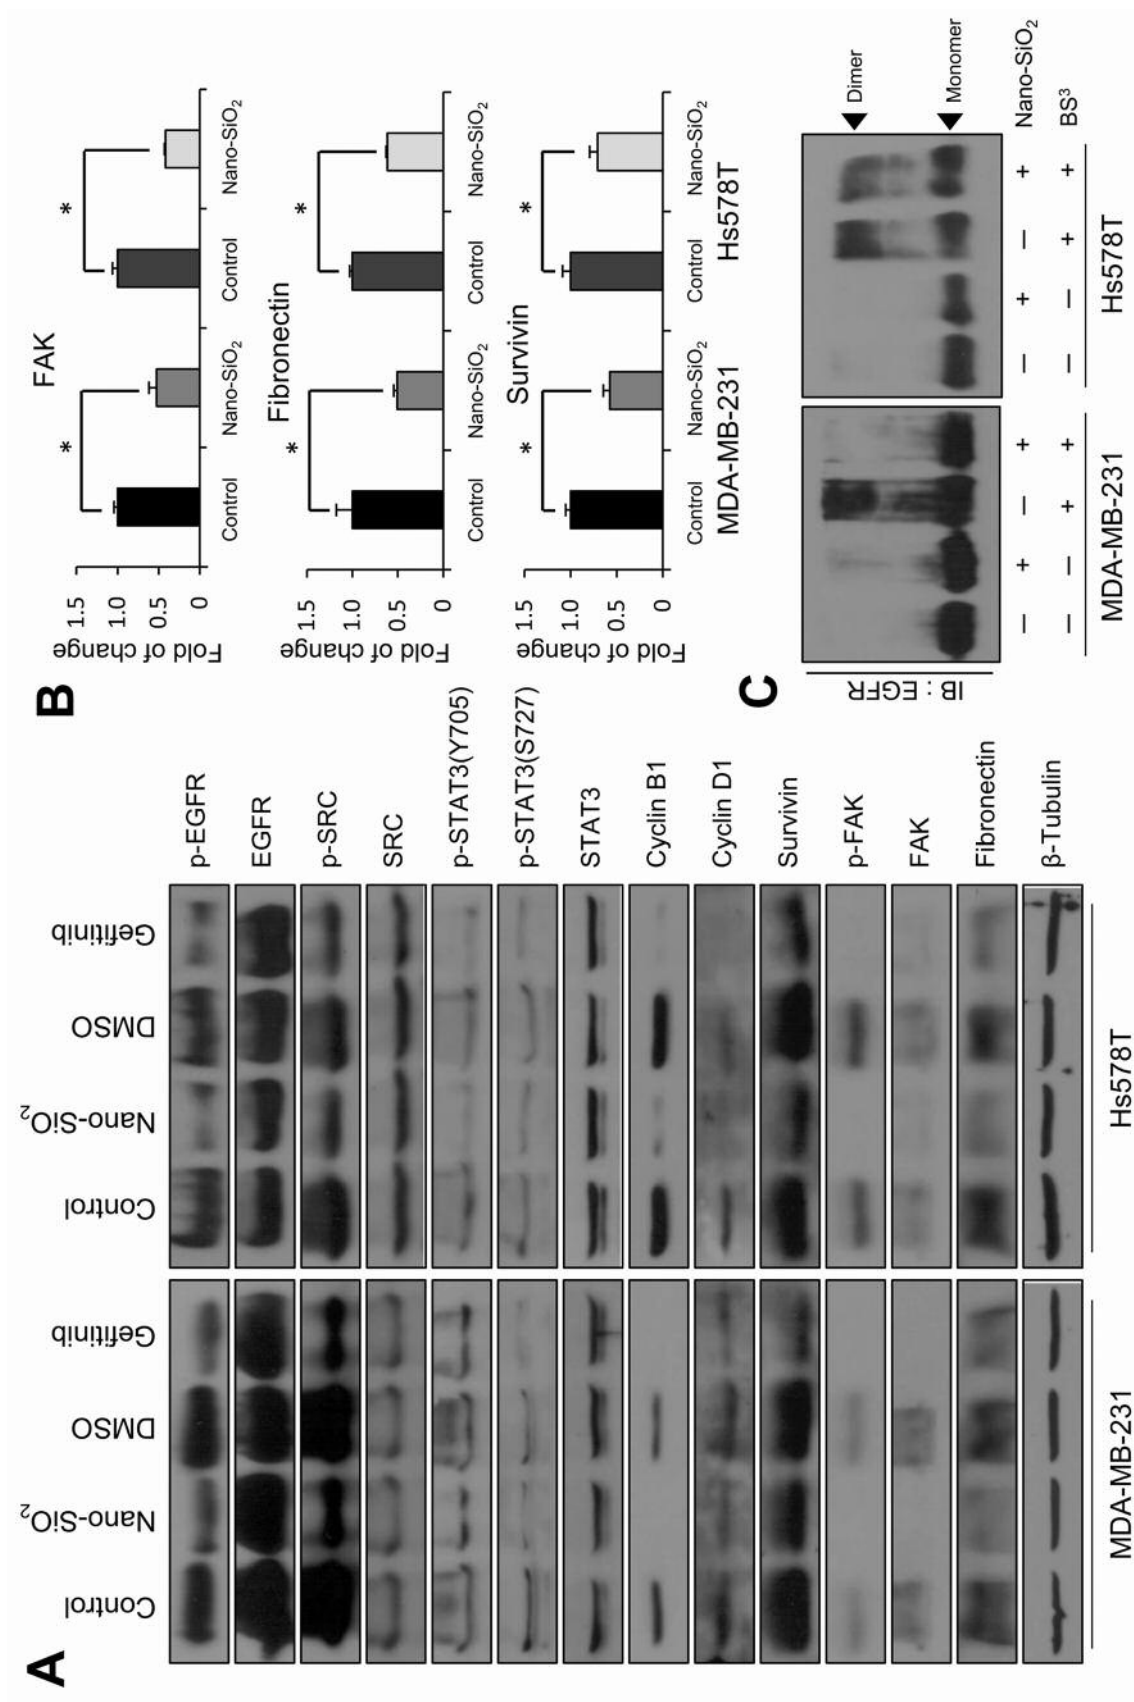 A
Control
Nano-SiO₂
DMSO
Gefitinib
Control
Nano-SiO₂
DMSO
Gefitinib
p-EGFR
EGFR
p-SRC
SRC
p-STAT3(Y705)
p-STAT3(S727)
STAT3
Cyclin B1
Cyclin D1
Survivin
p-FAK
FAK
Fibronectin
β-Tubulin
MDA-MB-231
Hs578T
B
FAK
Fold of change
1.5
1.0
0.5
0
*
*
Control
Nano-SiO₂
Control
Nano-SiO₂
Fibronectin
Fold of change
1.5
1.0
0.5
0
*
*
Control
Nano-SiO₂
Control
Nano-SiO₂
Survivin
Fold of change
1.5
1.0
0.5
0
*
*
Control
Nano-SiO₂
Control
Nano-SiO₂
MDA-MB-231
Hs578T
C
IB : EGFR
Dimer
Monomer
– + – + – + – + Nano-SiO₂
– – + + – – + + BS³
MDA-MB-231
Hs578T